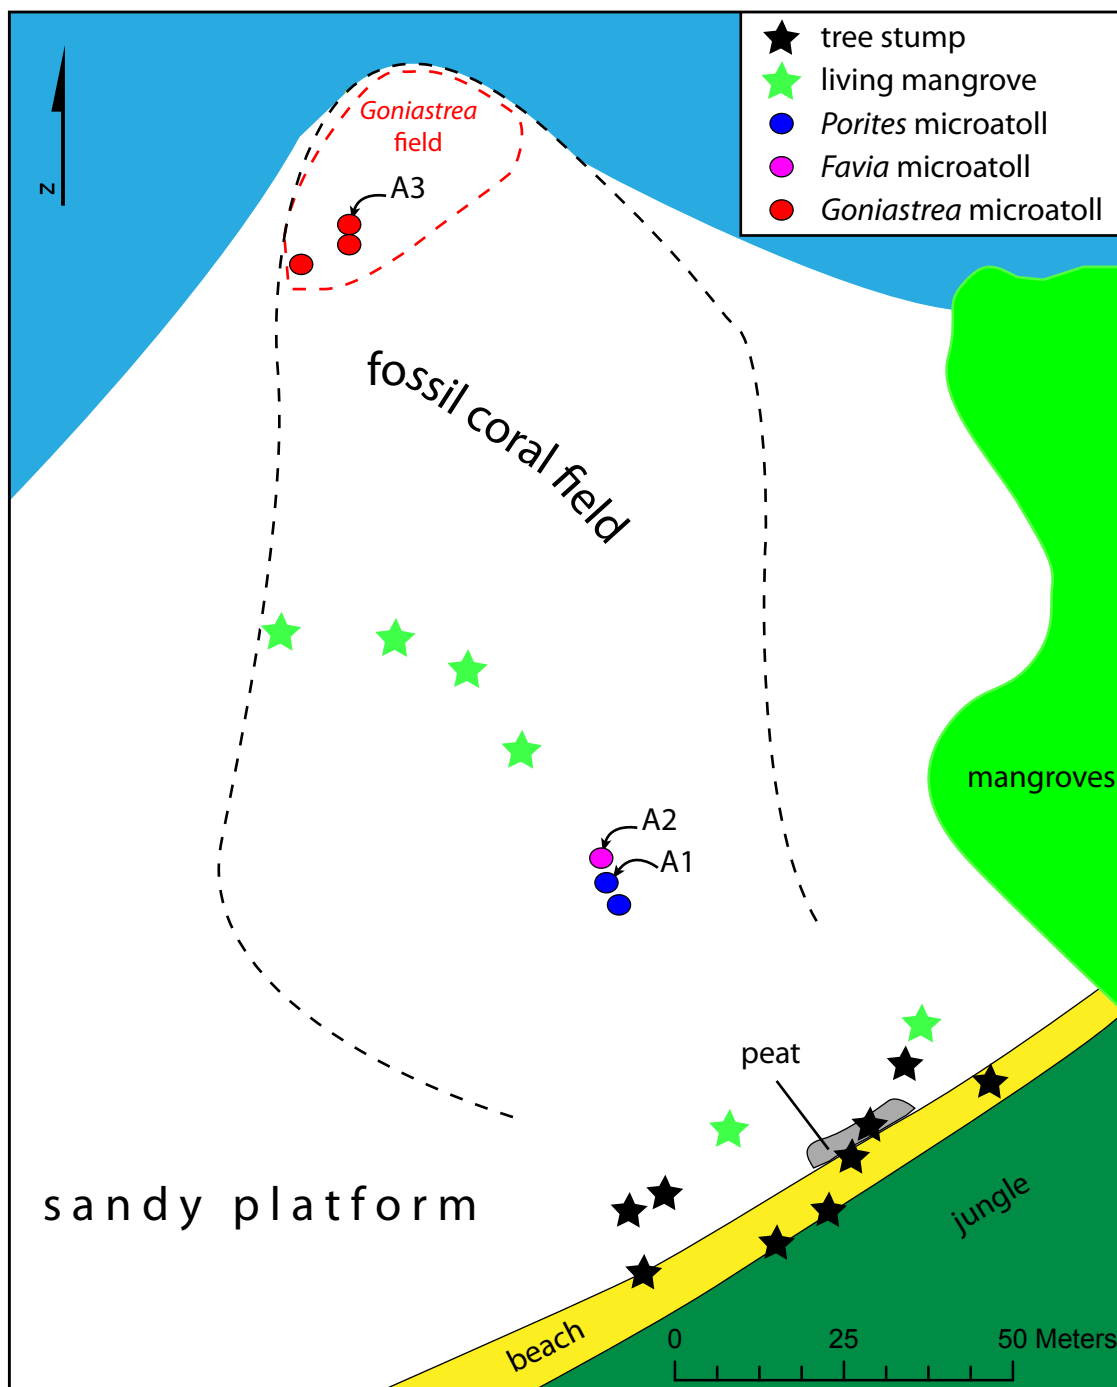 tree stump
living mangrove
Porites microatoll
Favia microatoll
Goniastrea microatoll
N
Goniastrea
field
A3
fossil coral field
mangroves
A2
A1
peat
sandy platform
jungle
beach
0 25 50 Meters